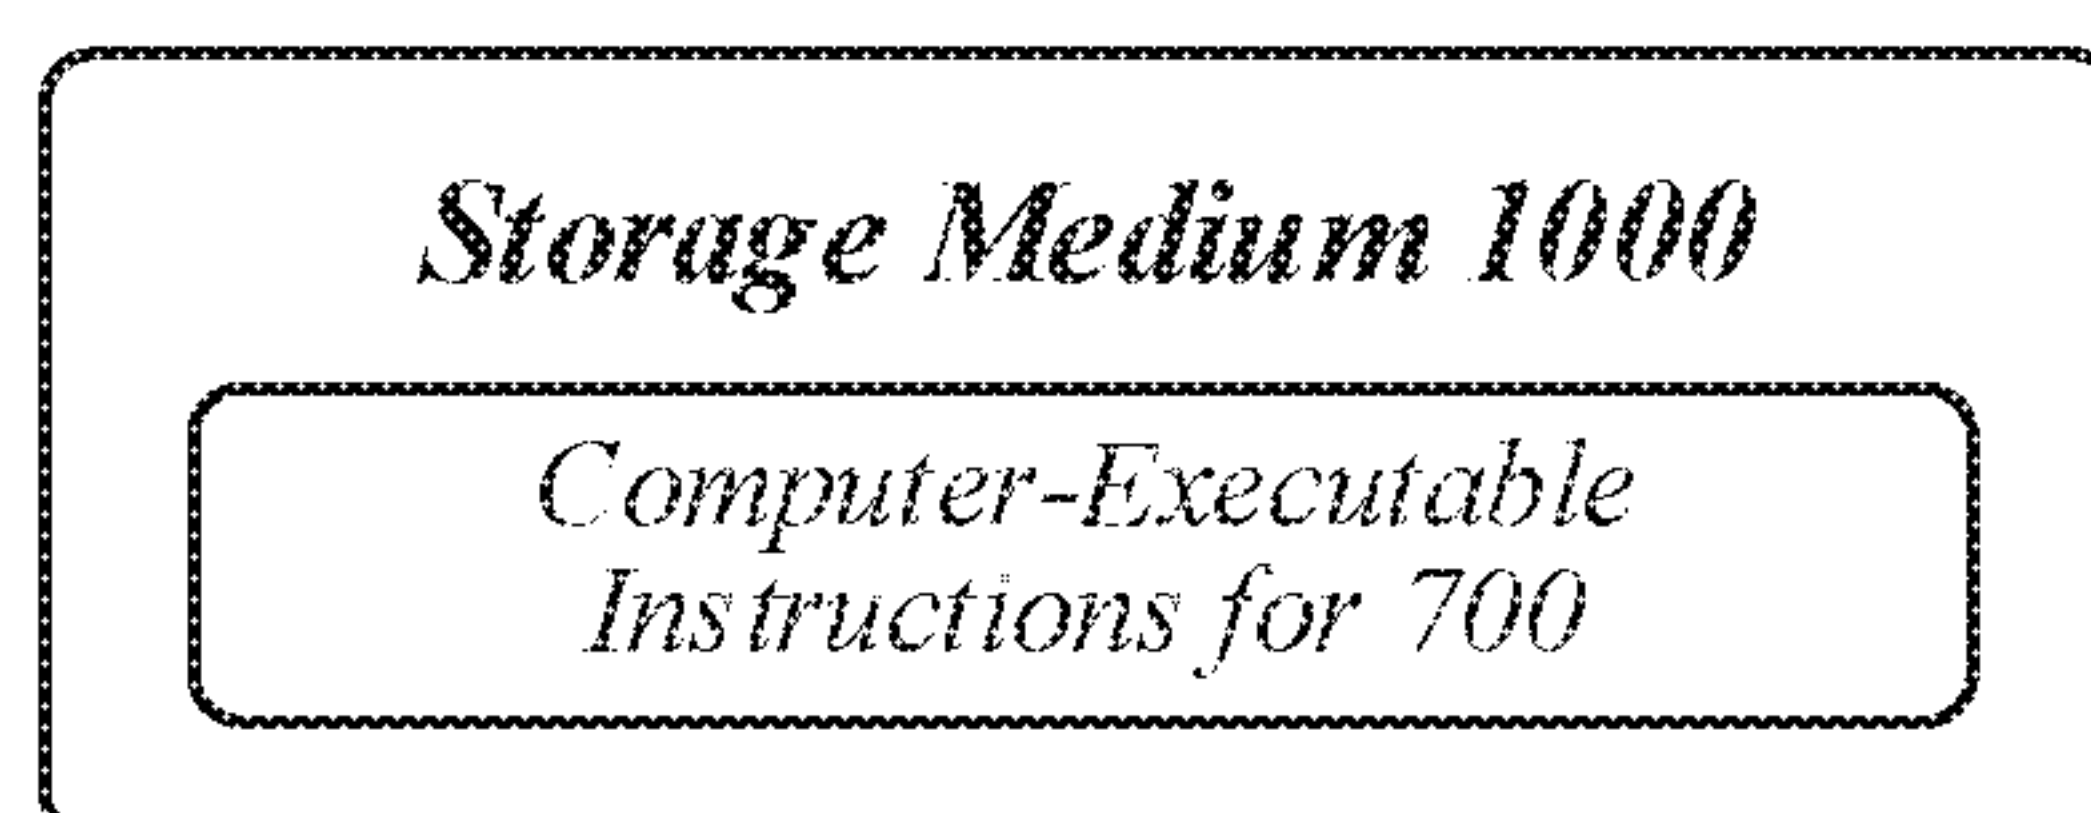 Storage Medium 1000
Computer-Executable
Instructions for 700